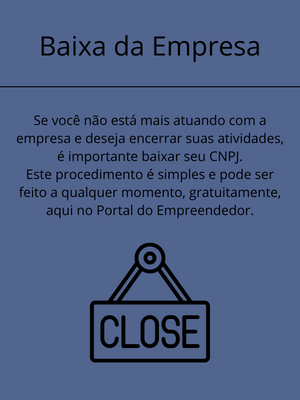 Baixa da Empresa
Se você não está mais atuando com a
empresa e deseja encerrar suas atividades,
é importante baixar seu CNPJ.
Este procedimento é simples e pode ser
feito a qualquer momento, gratuitamente,
aqui no Portal do Empreendedor.
CLOSE